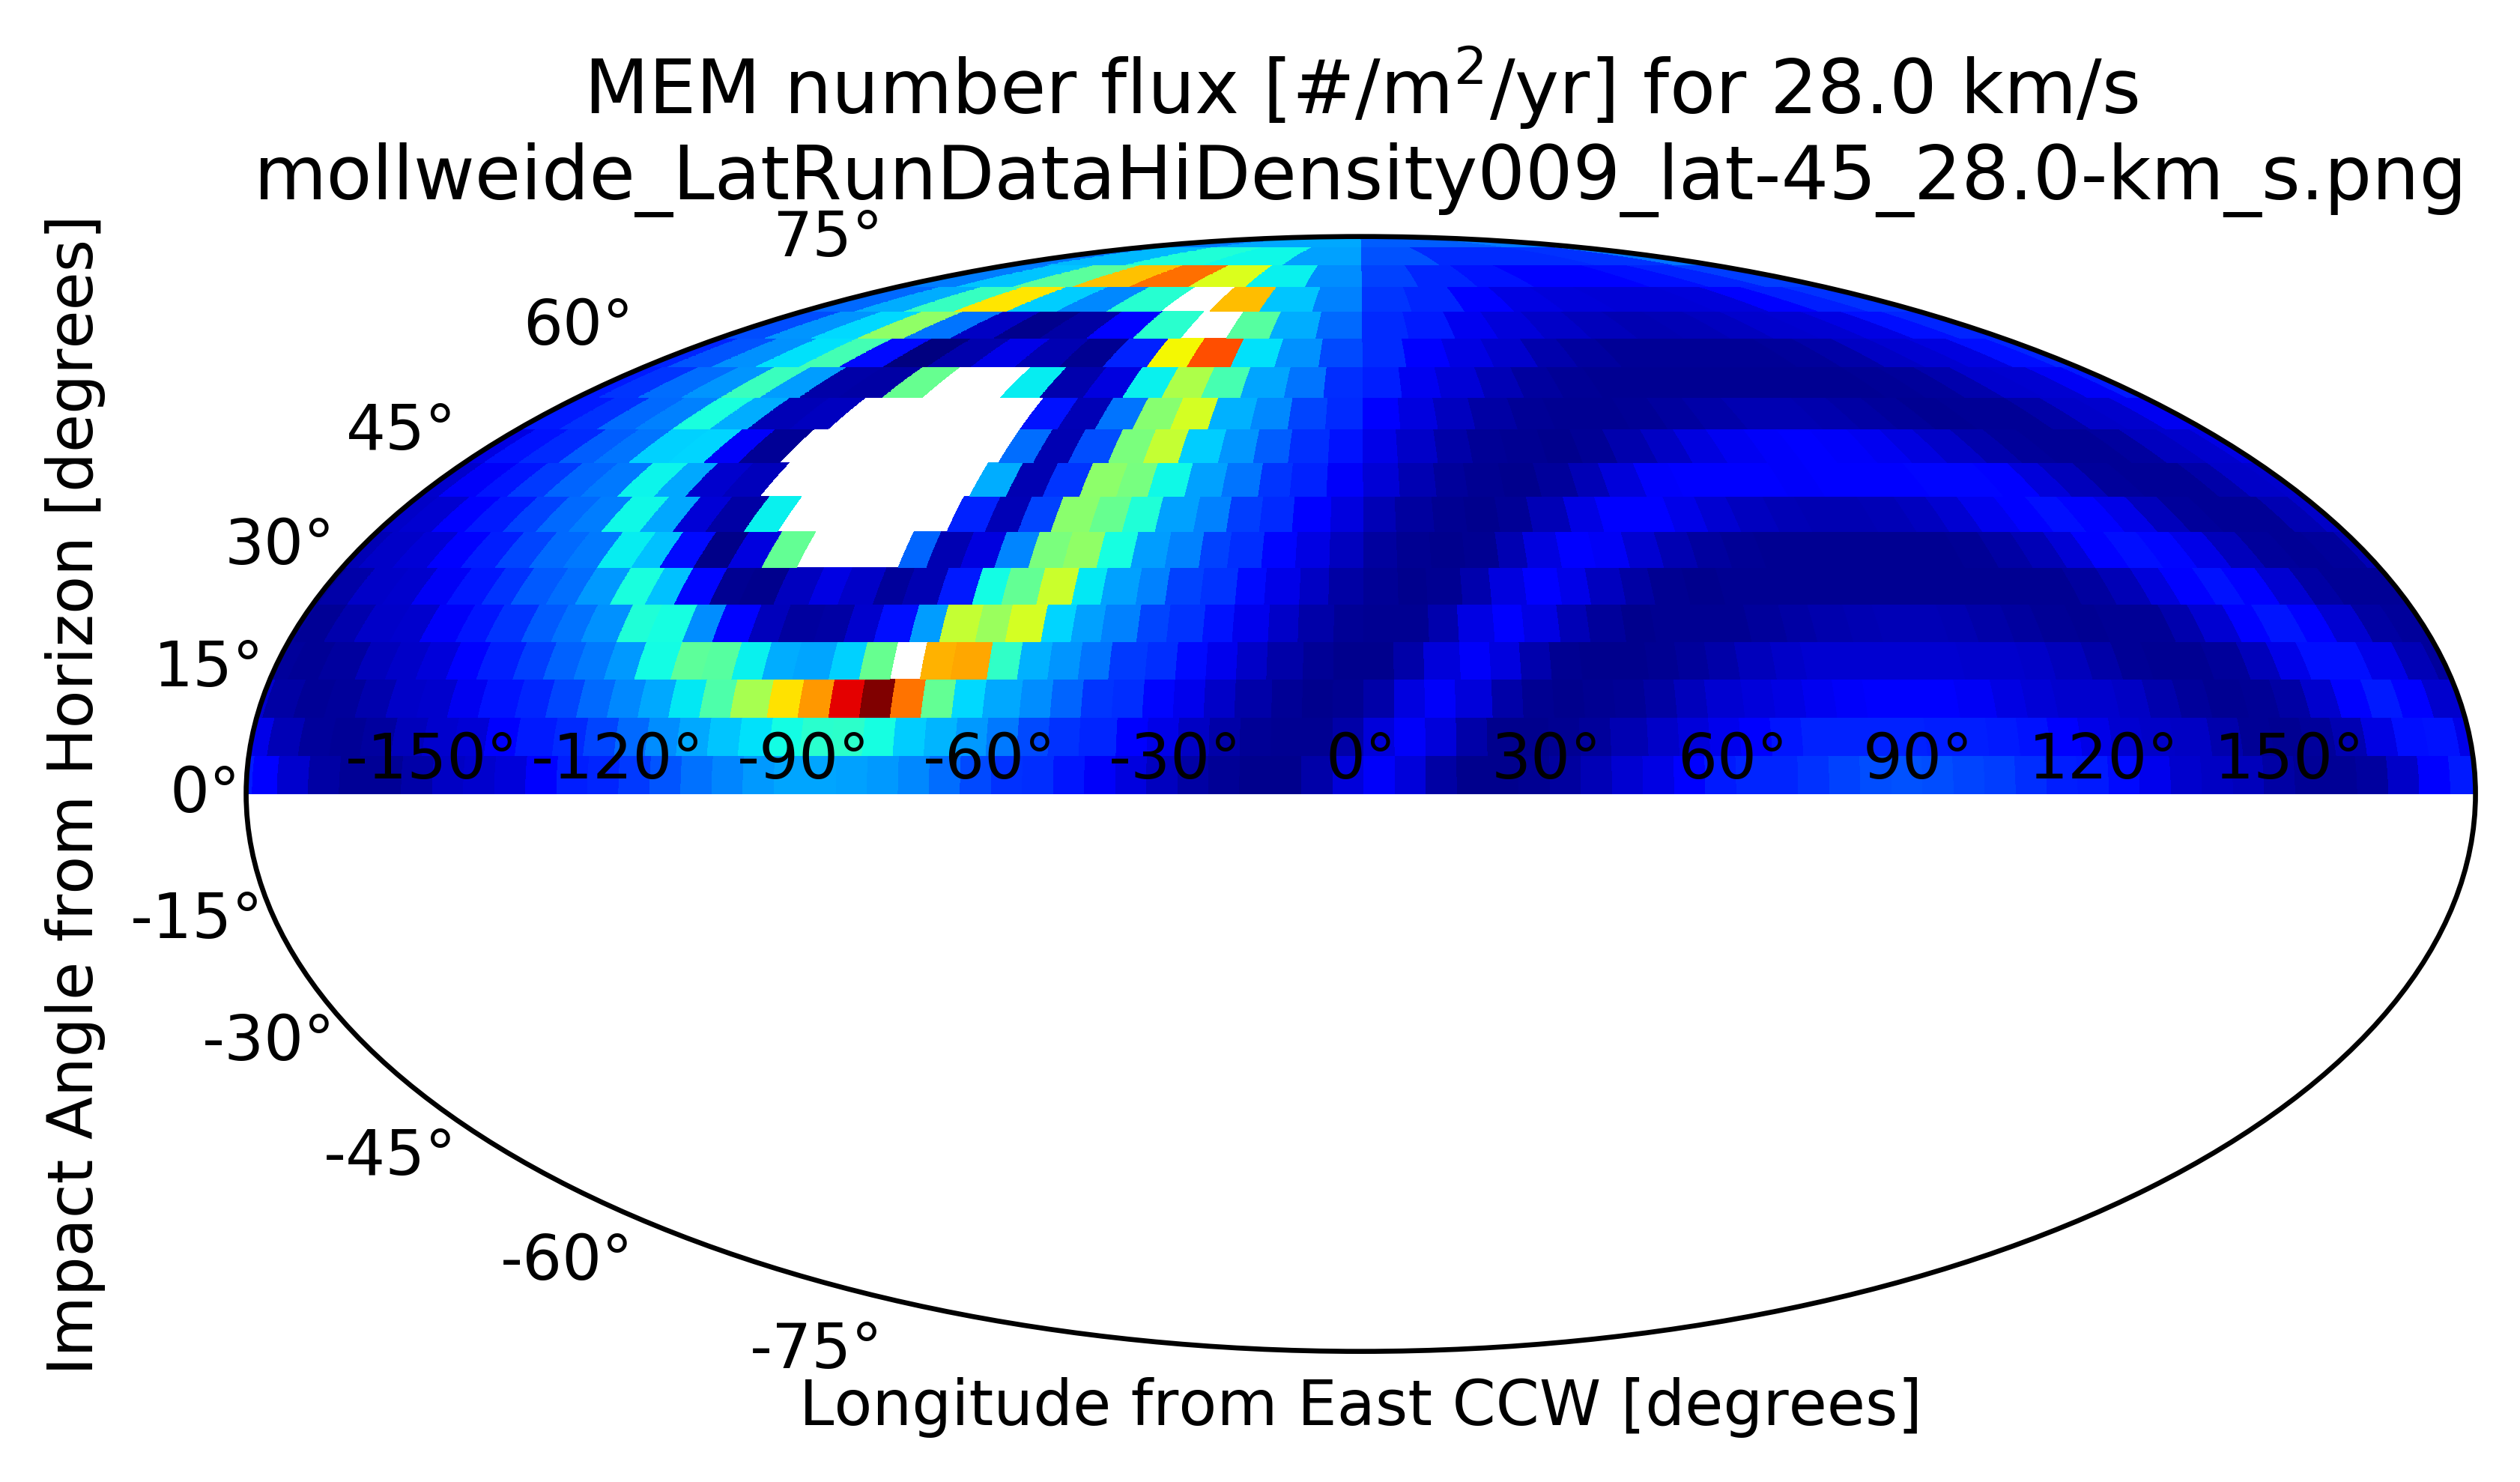 MEM number flux [#/m²/yr] for 28.0 km/s
mollweide_LatRunDataHiDensity009_lat-45_28.0-km_s.png
75°
60°
45°
30°
15°
0°
-15°
-30°
-45°
-60°
-75°
-150° -120° -90° -60° -30° 0° 30° 60° 90° 120° 150°
Impact Angle from Horizon [degrees]
Longitude from East CCW [degrees]